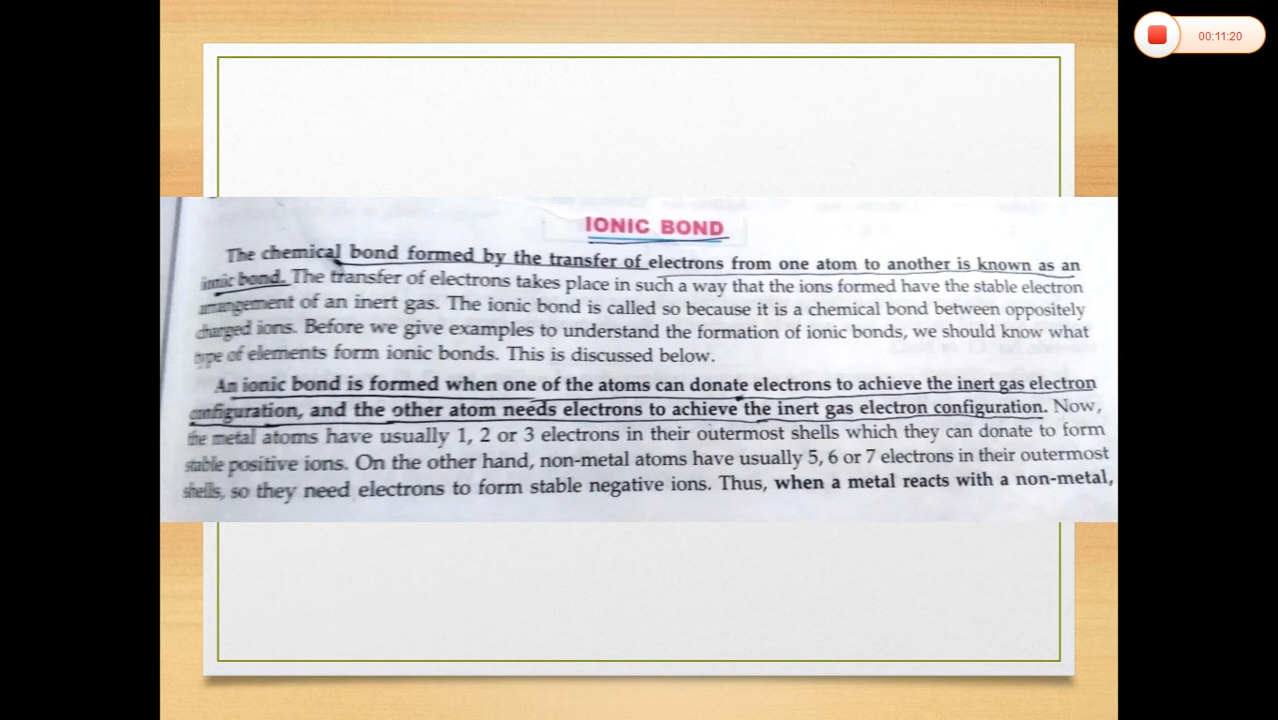 00:11:20
IONIC BOND
The chemical bond formed by the transfer of electrons from one atom to another is known as an
ionic bond. The transfer of electrons takes place in such a way that the ions formed have the stable electron
arrangement of an inert gas. The ionic bond is called so because it is a chemical bond between oppositely
charged ions. Before we give examples to understand the formation of ionic bonds, we should know what
type of elements form ionic bonds. This is discussed below.
An ionic bond is formed when one of the atoms can donate electrons to achieve the inert gas electron
configuration, and the other atom needs electrons to achieve the inert gas electron configuration. Now,
the metal atoms have usually 1, 2 or 3 electrons in their outermost shells which they can donate to form
stable positive ions. On the other hand, non-metal atoms have usually 5, 6 or 7 electrons in their outermost
shells, so they need electrons to form stable negative ions. Thus, when a metal reacts with a non-metal,